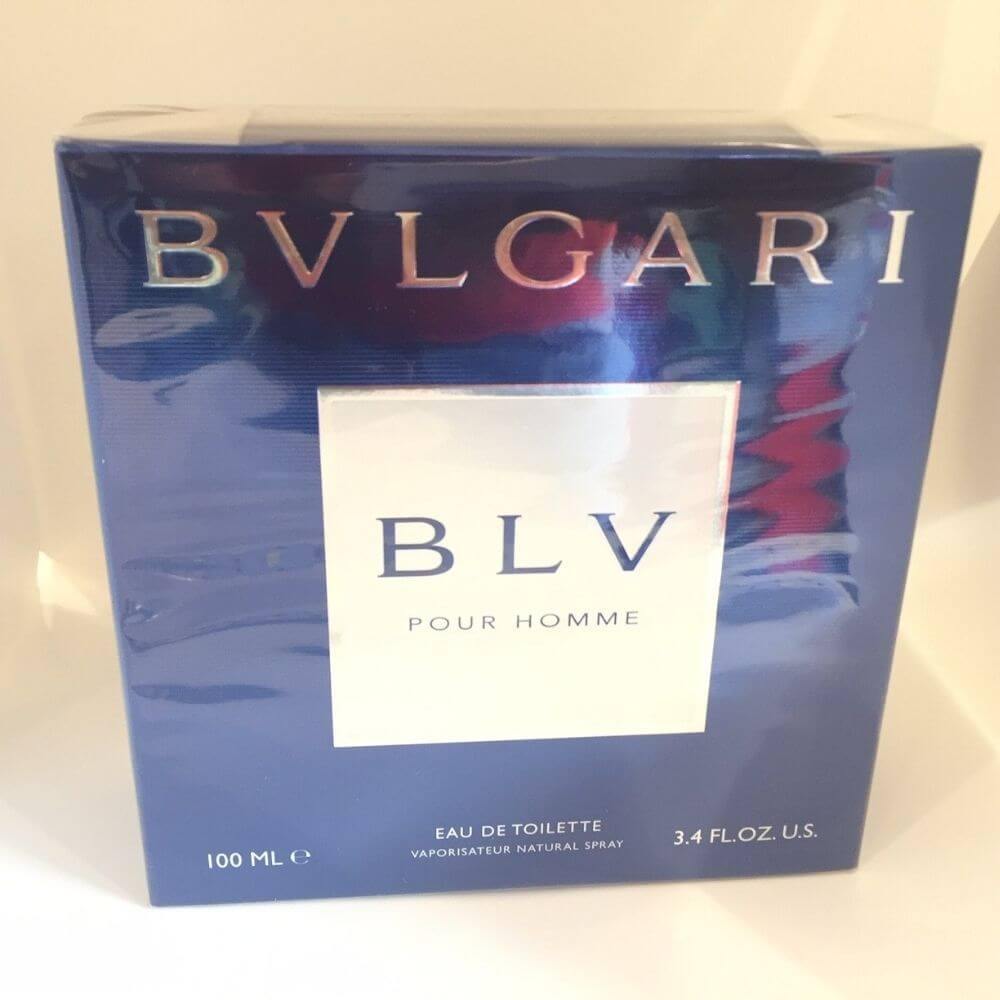 BVLGARI
BLV
POUR HOMME
EAU DE TOILETTE
VAPORISATEUR NATURAL SPRAY
100 ML ℮
3.4 FL.OZ. U.S.